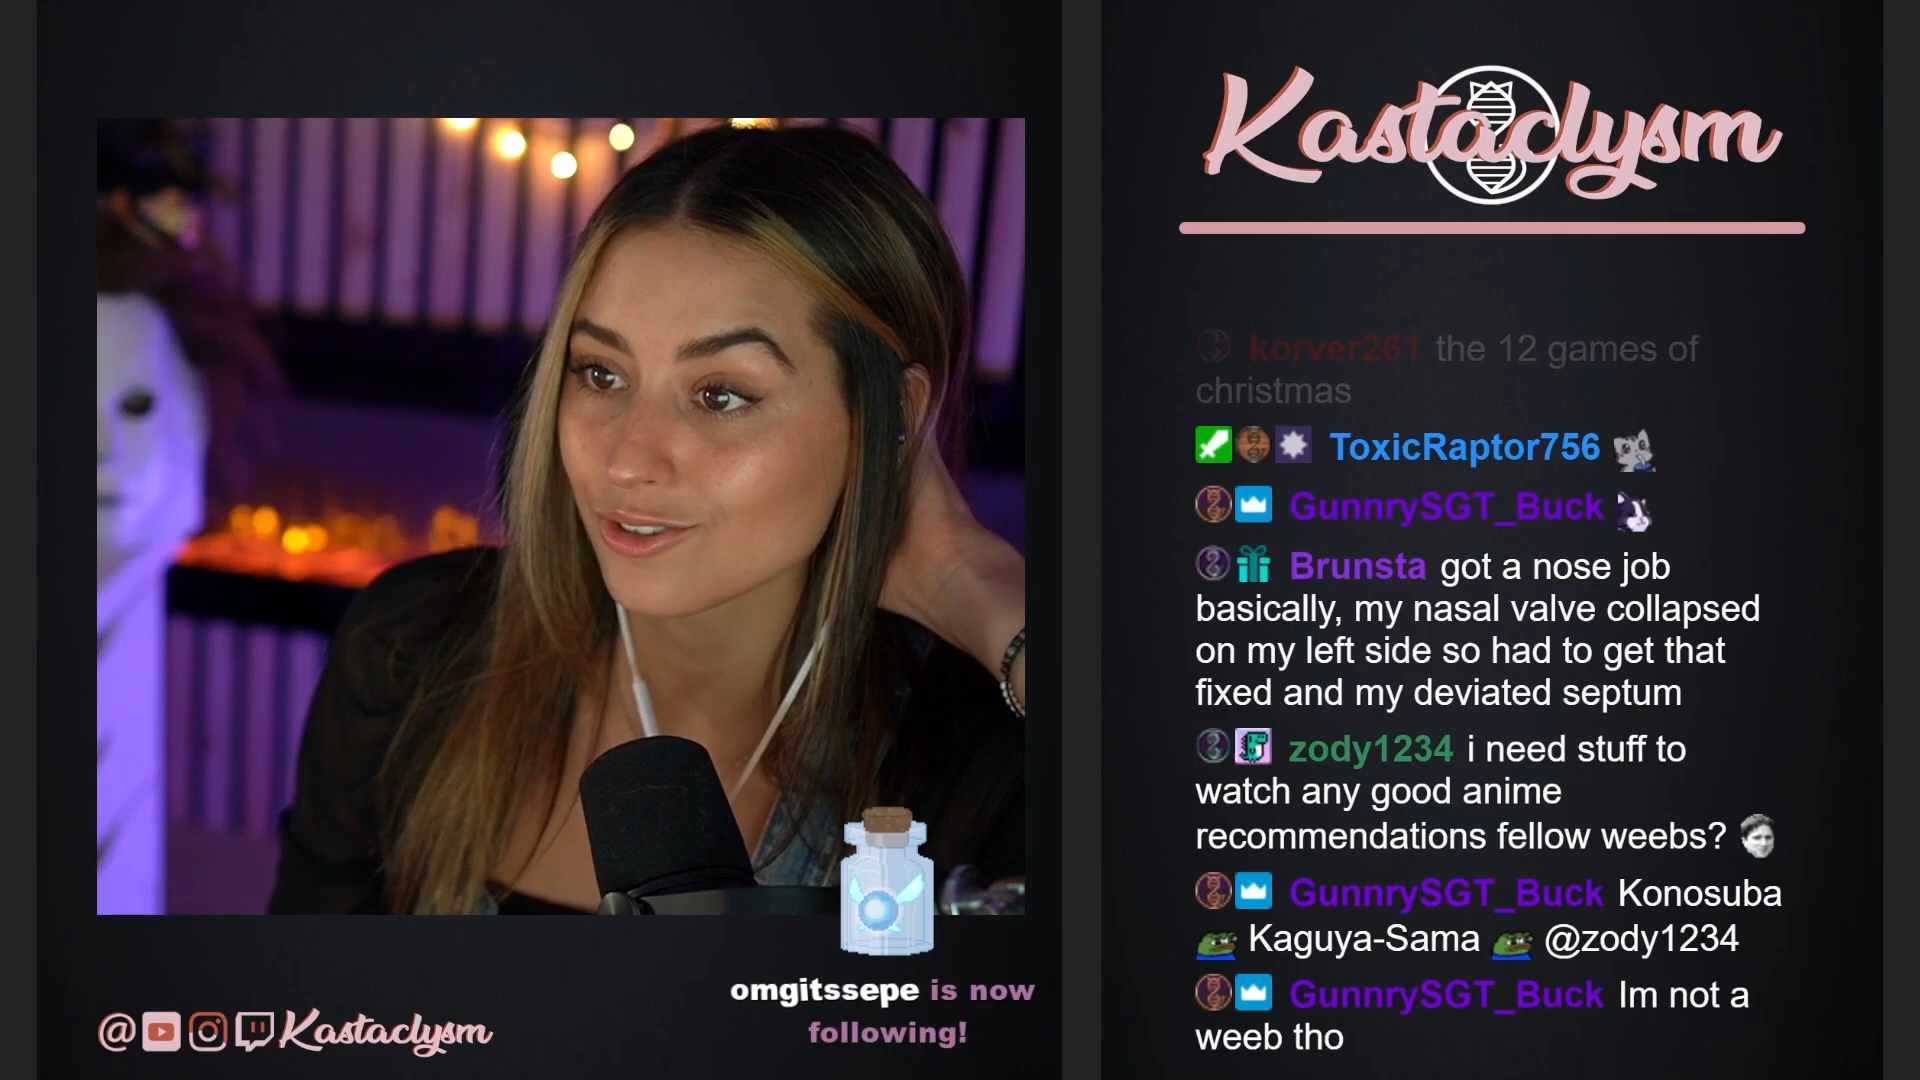 Kastaclysm
korver261 the 12 games of
christmas
ToxicRaptor756
GunnrySGT_Buck
Brunsta got a nose job
basically, my nasal valve collapsed
on my left side so had to get that
fixed and my deviated septum
zody1234 i need stuff to
watch any good anime
recommendations fellow weebs?
GunnrySGT_Buck Konosuba
Kaguya-Sama @zody1234
GunnrySGT_Buck Im not a
weeb tho
omgitssepe is now
following!
@ Kastaclysm